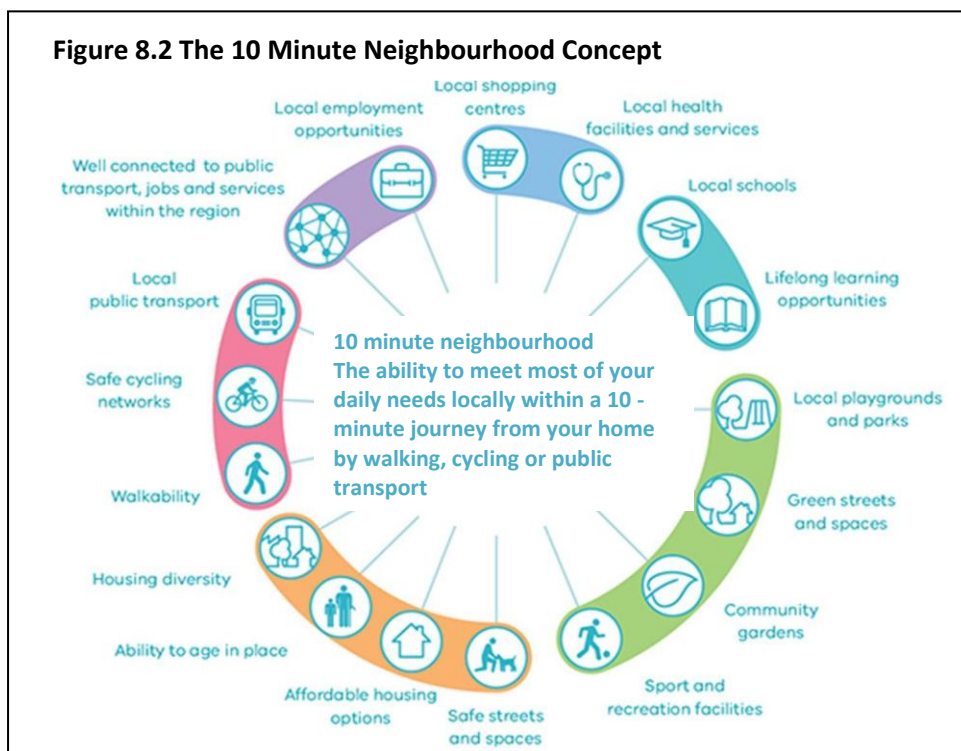 Figure 8.2 The 10 Minute Neighbourhood Concept
Local shopping
centres
Local health
facilities and services
Local schools
Lifelong learning
opportunities
Local playgrounds
and parks
Green streets
and spaces
Community
gardens
Sport and
recreation facilities
Safe streets
and spaces
Affordable housing
options
Ability to age in place
Housing diversity
Walkability
Safe cycling
networks
Local
public transport
Well connected to public
transport, jobs and services
within the region
Local employment
opportunities
10 minute neighbourhood
The ability to meet most of your
daily needs locally within a 10 -
minute journey from your home
by walking, cycling or public
transport